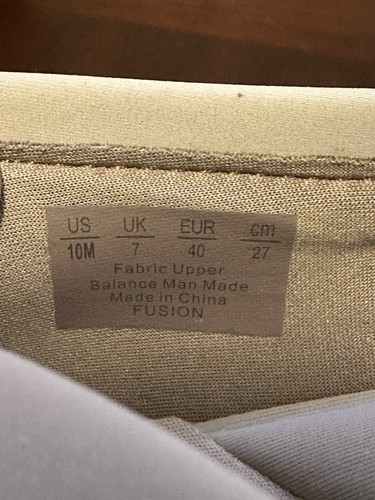 US UK EUR cm
10M 7 40 27
Fabric Upper
Balance Man Made
Made in China
FUSION